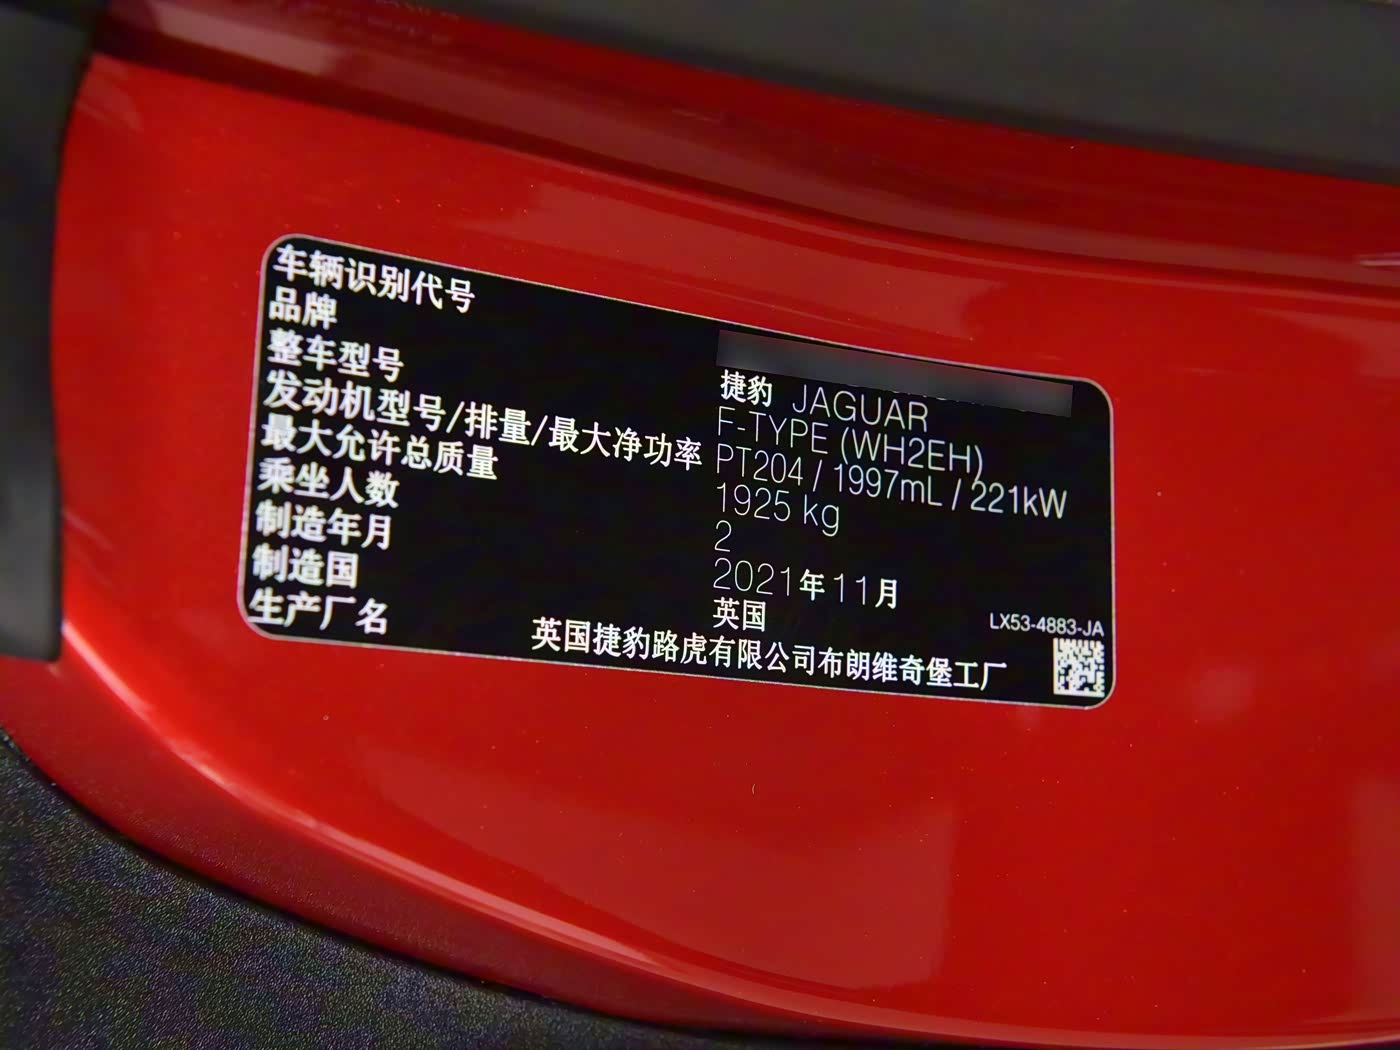 车辆识别代号
品牌 捷豹 JAGUAR
整车型号 F-TYPE (WH2EH)
发动机型号/排量/最大净功率 PT204 / 1997mL / 221kW
最大允许总质量 1925 kg
乘坐人数 2
制造年月 2021年11月
制造国 英国
LX53-4883-JA
生产厂名 英国捷豹路虎有限公司布朗维奇堡工厂